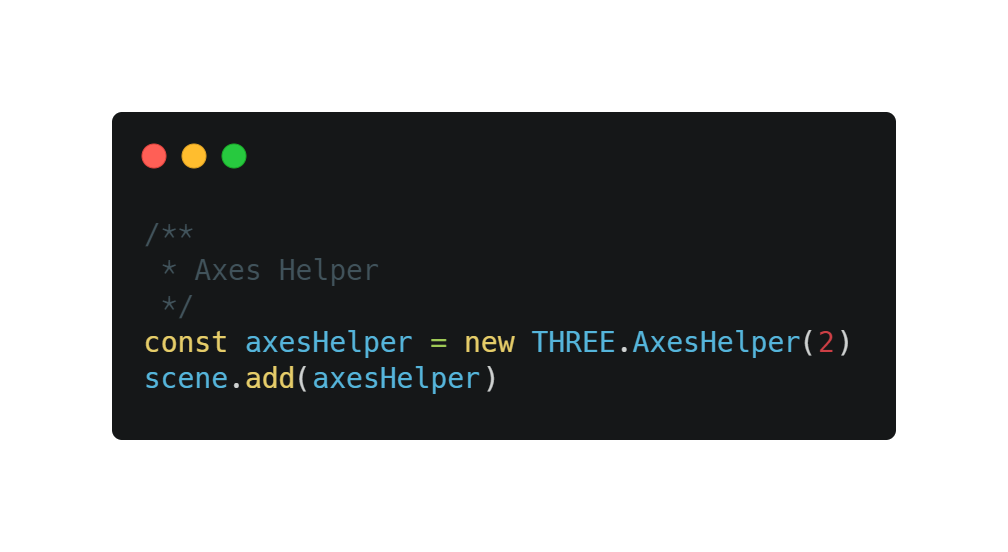 /**
 * Axes Helper
 */
const axesHelper = new THREE.AxesHelper(2)
scene.add(axesHelper)